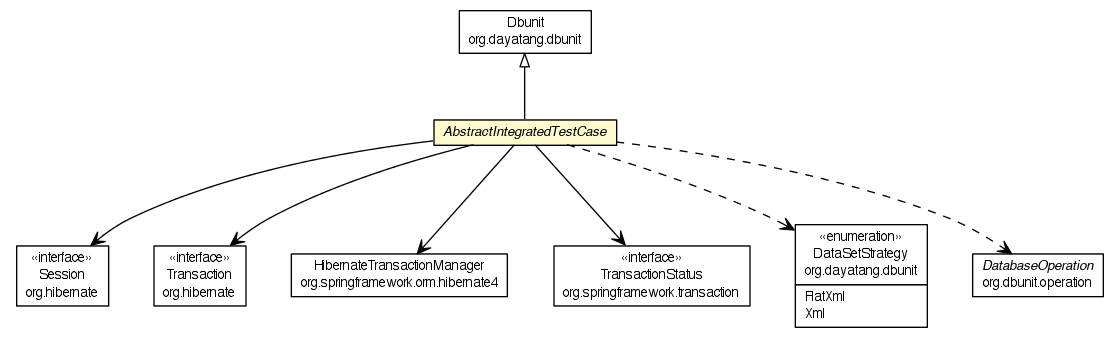 Dbunit
org.dayatang.dbunit
AbstractIntegratedTestCase
«interface»
Session
org.hibernate
«interface»
Transaction
org.hibernate
HibernateTransactionManager
org.springframework.orm.hibernate4
«interface»
TransactionStatus
org.springframework.transaction
«enumeration»
DataSetStrategy
org.dayatang.dbunit
FlatXml
Xml
DatabaseOperation
org.dbunit.operation